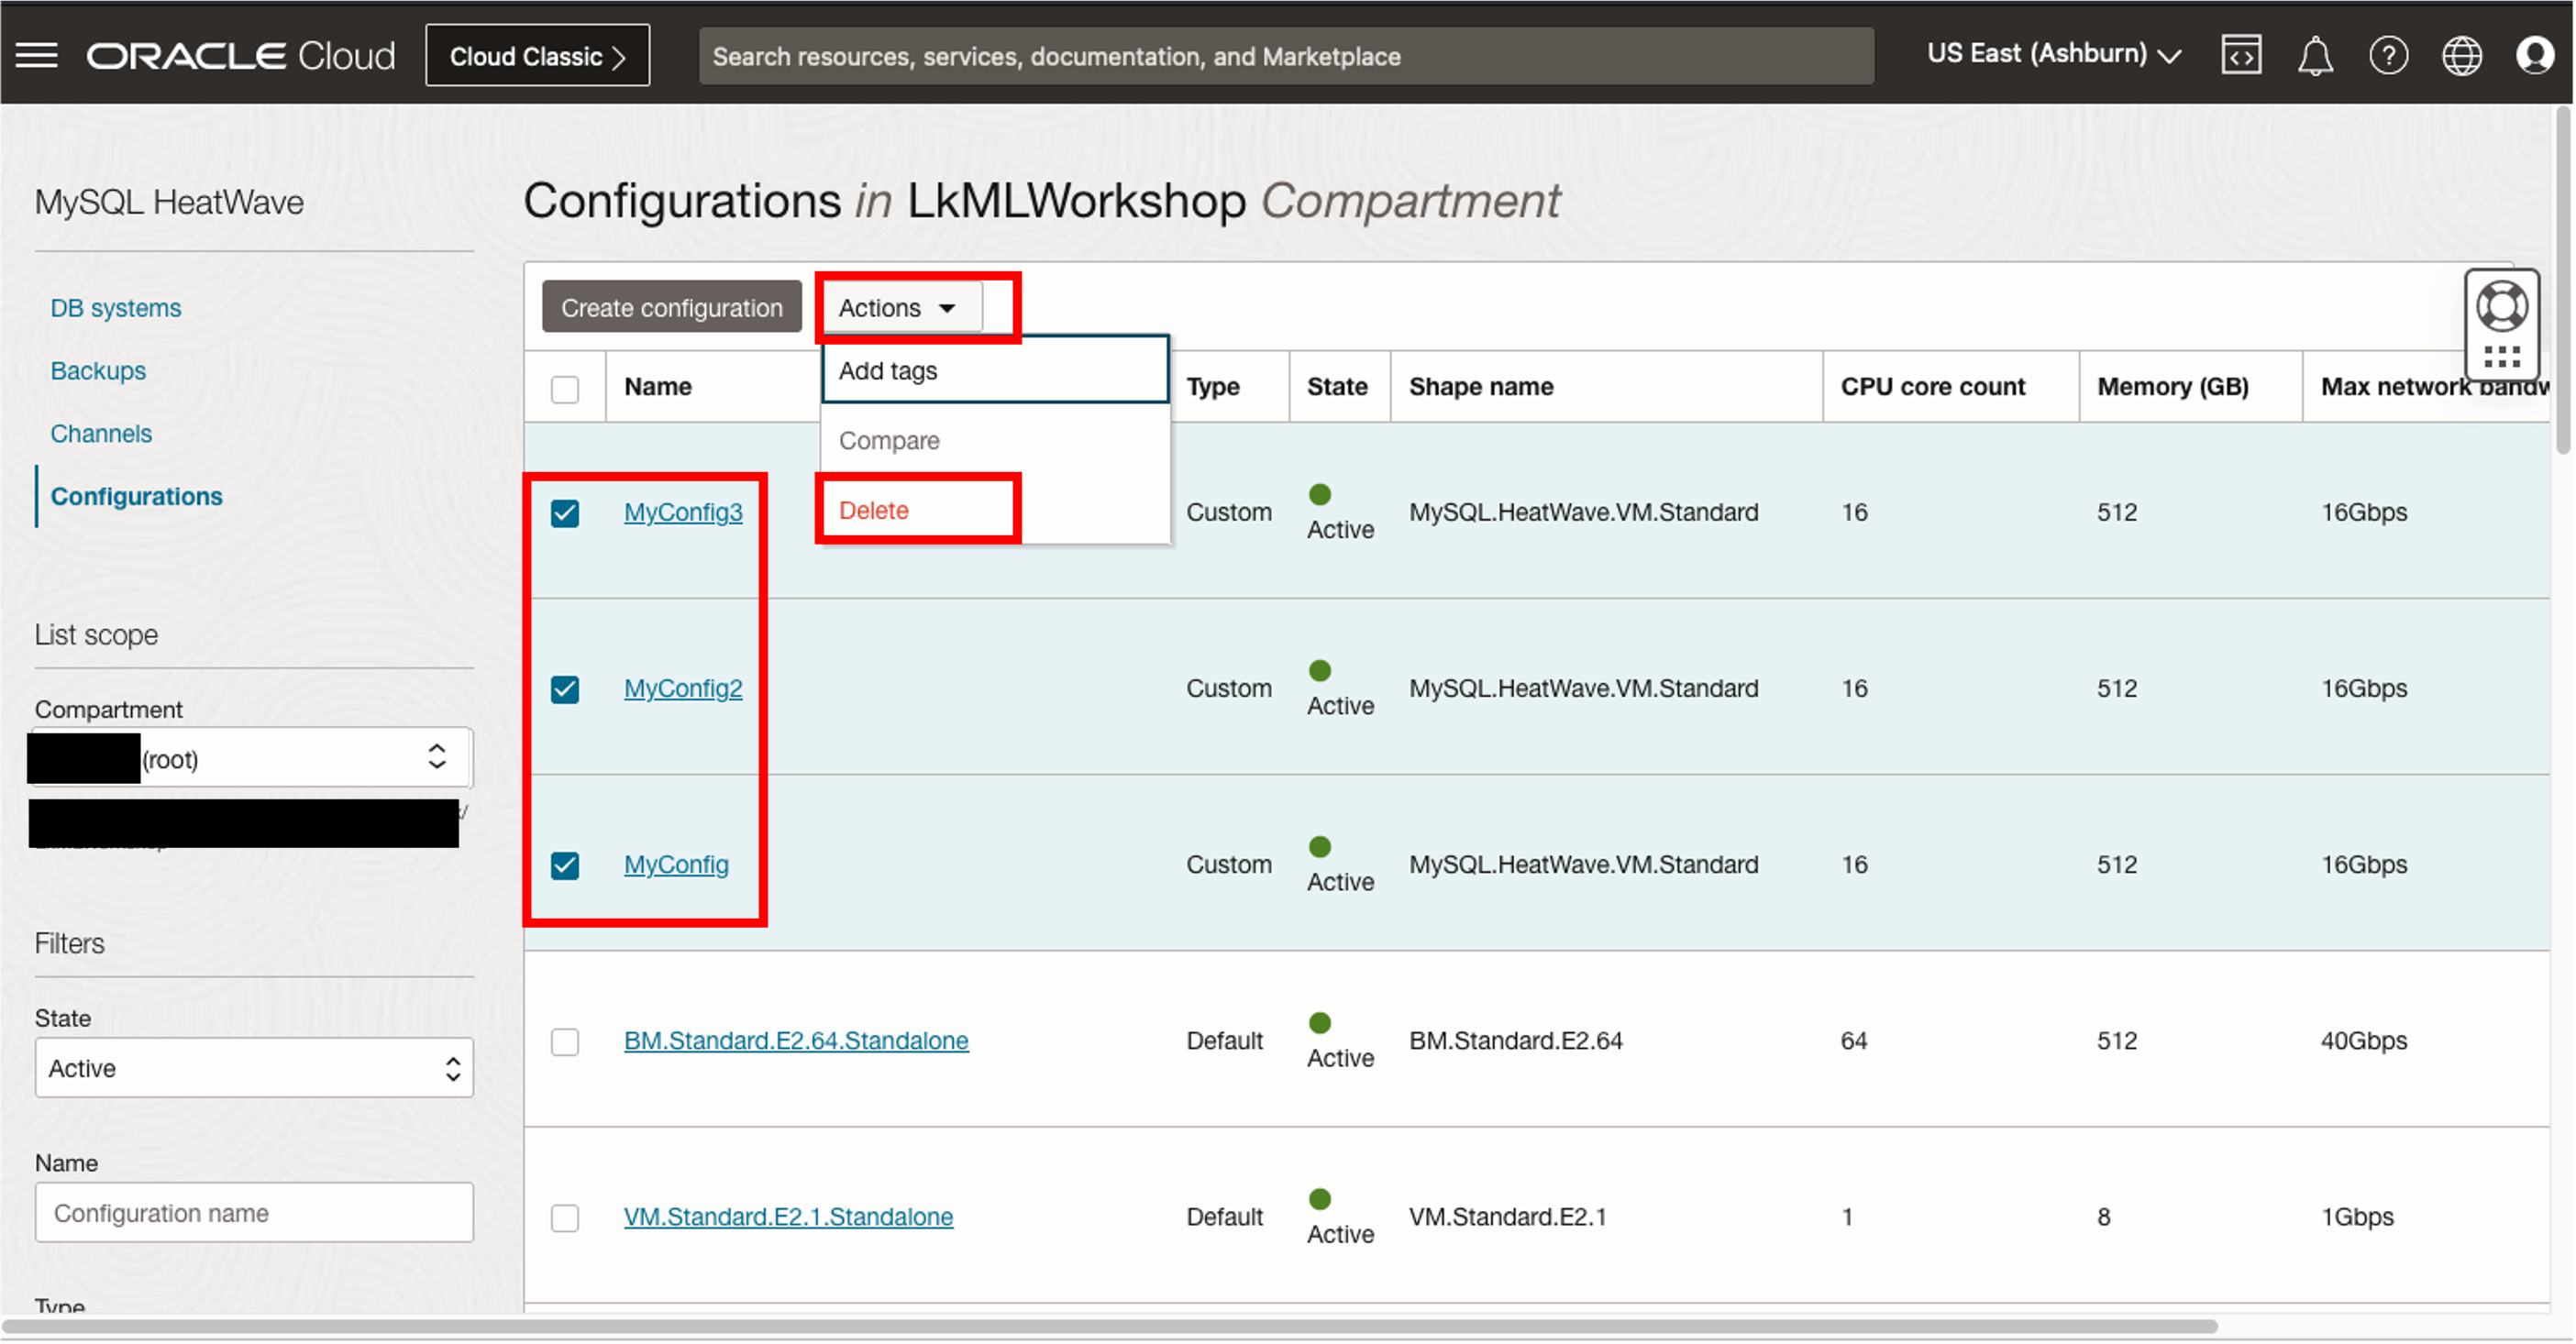 ORACLE Cloud
Cloud Classic
Search resources, services, documentation, and Marketplace
US East (Ashburn)
MySQL HeatWave
DB systems
Backups
Channels
Configurations
List scope
Compartment
(root)
Filters
State
Active
Name
Configuration name
Type
Configurations in LkMLWorkshop Compartment
Create configuration
Actions
Add tags
Compare
Delete
Name Type State Shape name CPU core count Memory (GB) Max network bandw
MyConfig3 Custom Active MySQL.HeatWave.VM.Standard 16 512 16Gbps
MyConfig2 Custom Active MySQL.HeatWave.VM.Standard 16 512 16Gbps
MyConfig Custom Active MySQL.HeatWave.VM.Standard 16 512 16Gbps
BM.Standard.E2.64.Standalone Default Active BM.Standard.E2.64 64 512 40Gbps
VM.Standard.E2.1.Standalone Default Active VM.Standard.E2.1 1 8 1Gbps